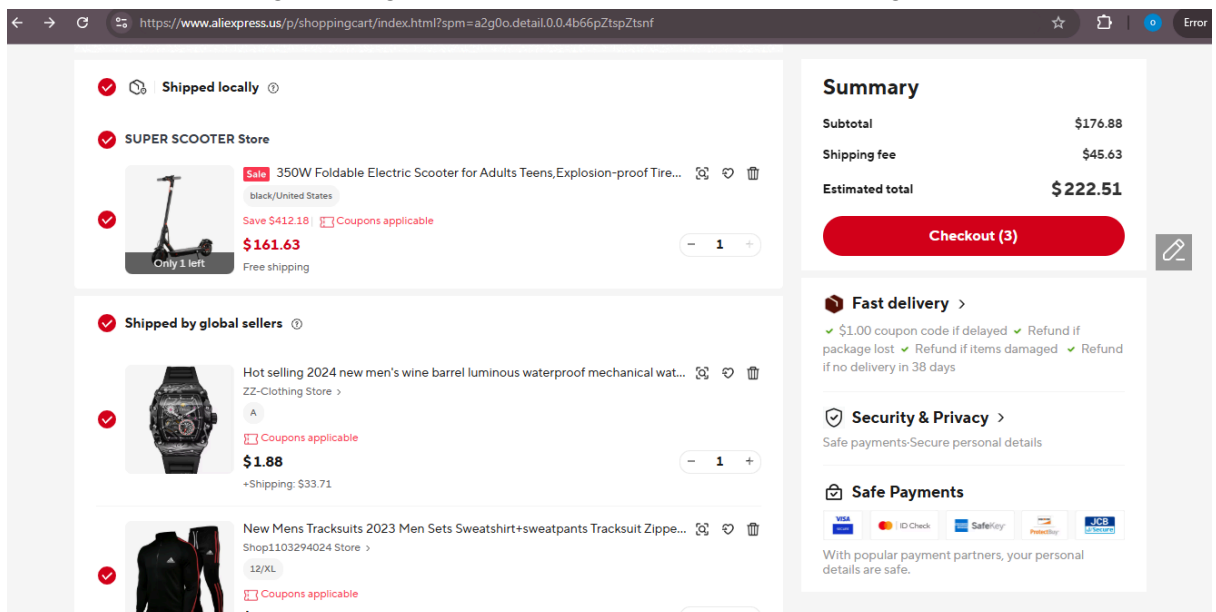 https://www.aliexpress.us/p/shoppingcart/index.html?spm=a2g0o.detail.0.0.4b66pZtspZtsnf
o
Error
Shipped locally
SUPER SCOOTER Store
Sale 350W Foldable Electric Scooter for Adults Teens,Explosion-proof Tire...
black/United States
Save $412.18 | Coupons applicable
$161.63
- 1 +
Only 1 left
Free shipping
Shipped by global sellers
Hot selling 2024 new men's wine barrel luminous waterproof mechanical wat...
ZZ-Clothing Store >
A
Coupons applicable
$1.88
- 1 +
+Shipping: $33.71
New Mens Tracksuits 2023 Men Sets Sweatshirt+sweatpants Tracksuit Zippe...
Shop1103294024 Store >
12/XL
Coupons applicable
Summary
Subtotal $176.88
Shipping fee $45.63
Estimated total $222.51
Checkout (3)
Fast delivery >
$1.00 coupon code if delayed Refund if
package lost Refund if items damaged Refund
if no delivery in 38 days
Security & Privacy >
Safe payments·Secure personal details
Safe Payments
VISA
ID Check
SafeKey
ProtectBuy
JCB
With popular payment partners, your personal
details are safe.